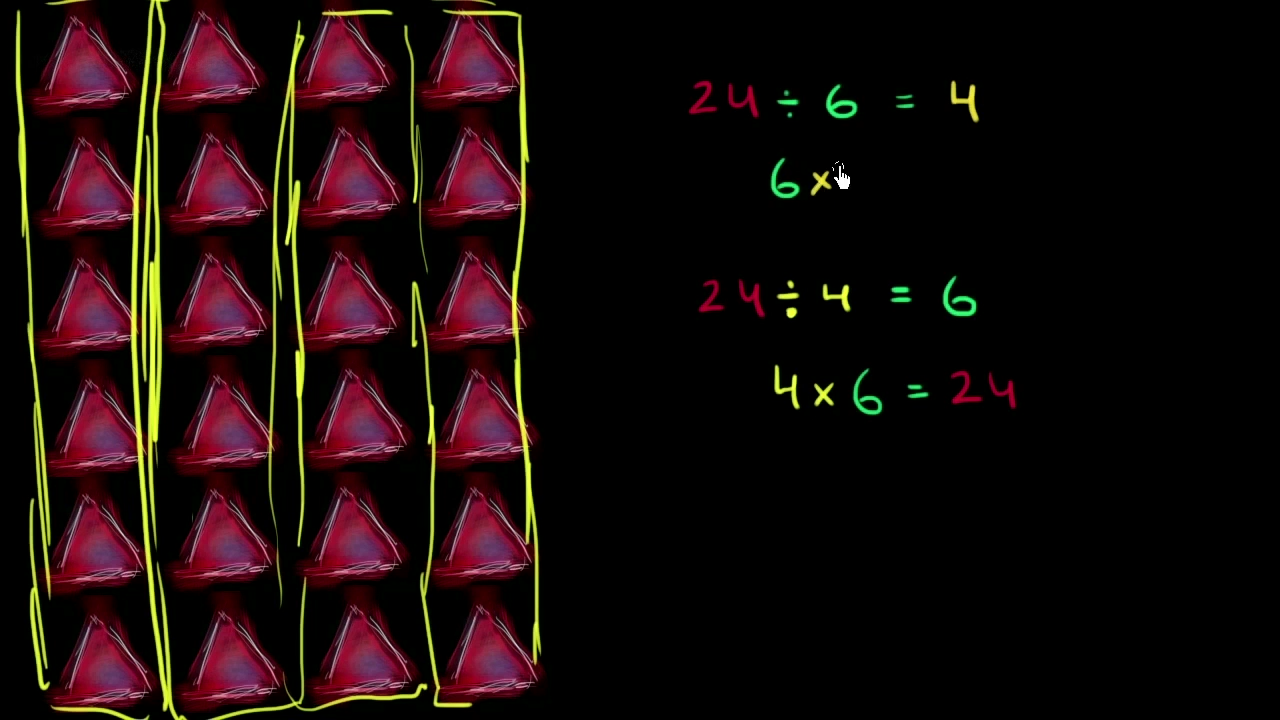 24 ÷ 6 = 4
6 ×
24 ÷ 4 = 6
4 × 6 = 24